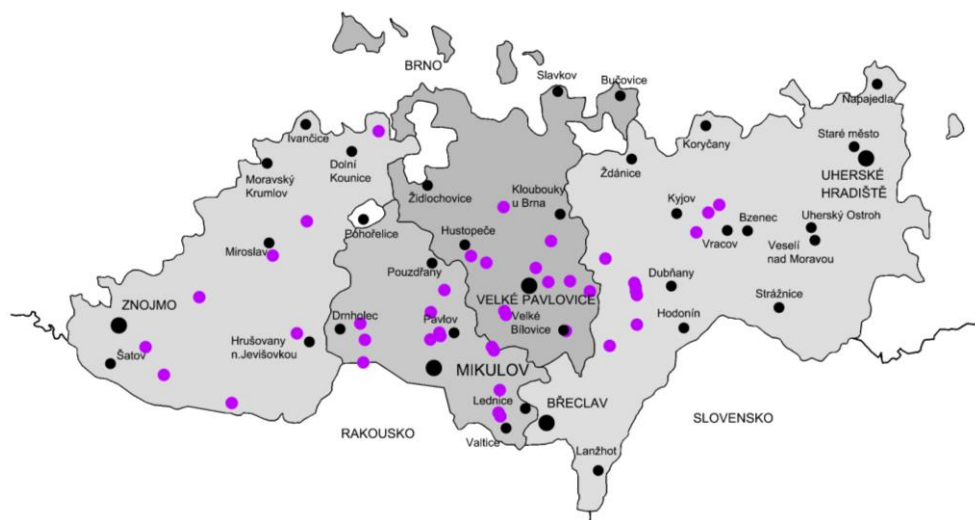 BRNO
Slavkov
Bučovice
Napajedla
Ivančice
Koryčany
Staré město
Dolní
Kounice
Moravský
Krumlov
Ždánice
UHERSKÉ
HRADIŠTĚ
Židlochovice
Kloubouky
u Brna
Kyjov
Pohořelice
Bzenec
Uherský Ostroh
Vracov
Hustopeče
Miroslav
Veselí
nad Moravou
Pouzdřany
Dubňany
ZNOJMO
VELKÉ PAVLOVICE
Strážnice
Drnholec
Pavlov
Velké
Bílovice
Hodonín
Hrušovany
n.Jevišovkou
Šatov
MIKULOV
Lednice
BŘECLAV
SLOVENSKO
RAKOUSKO
Valtice
Lanžhot